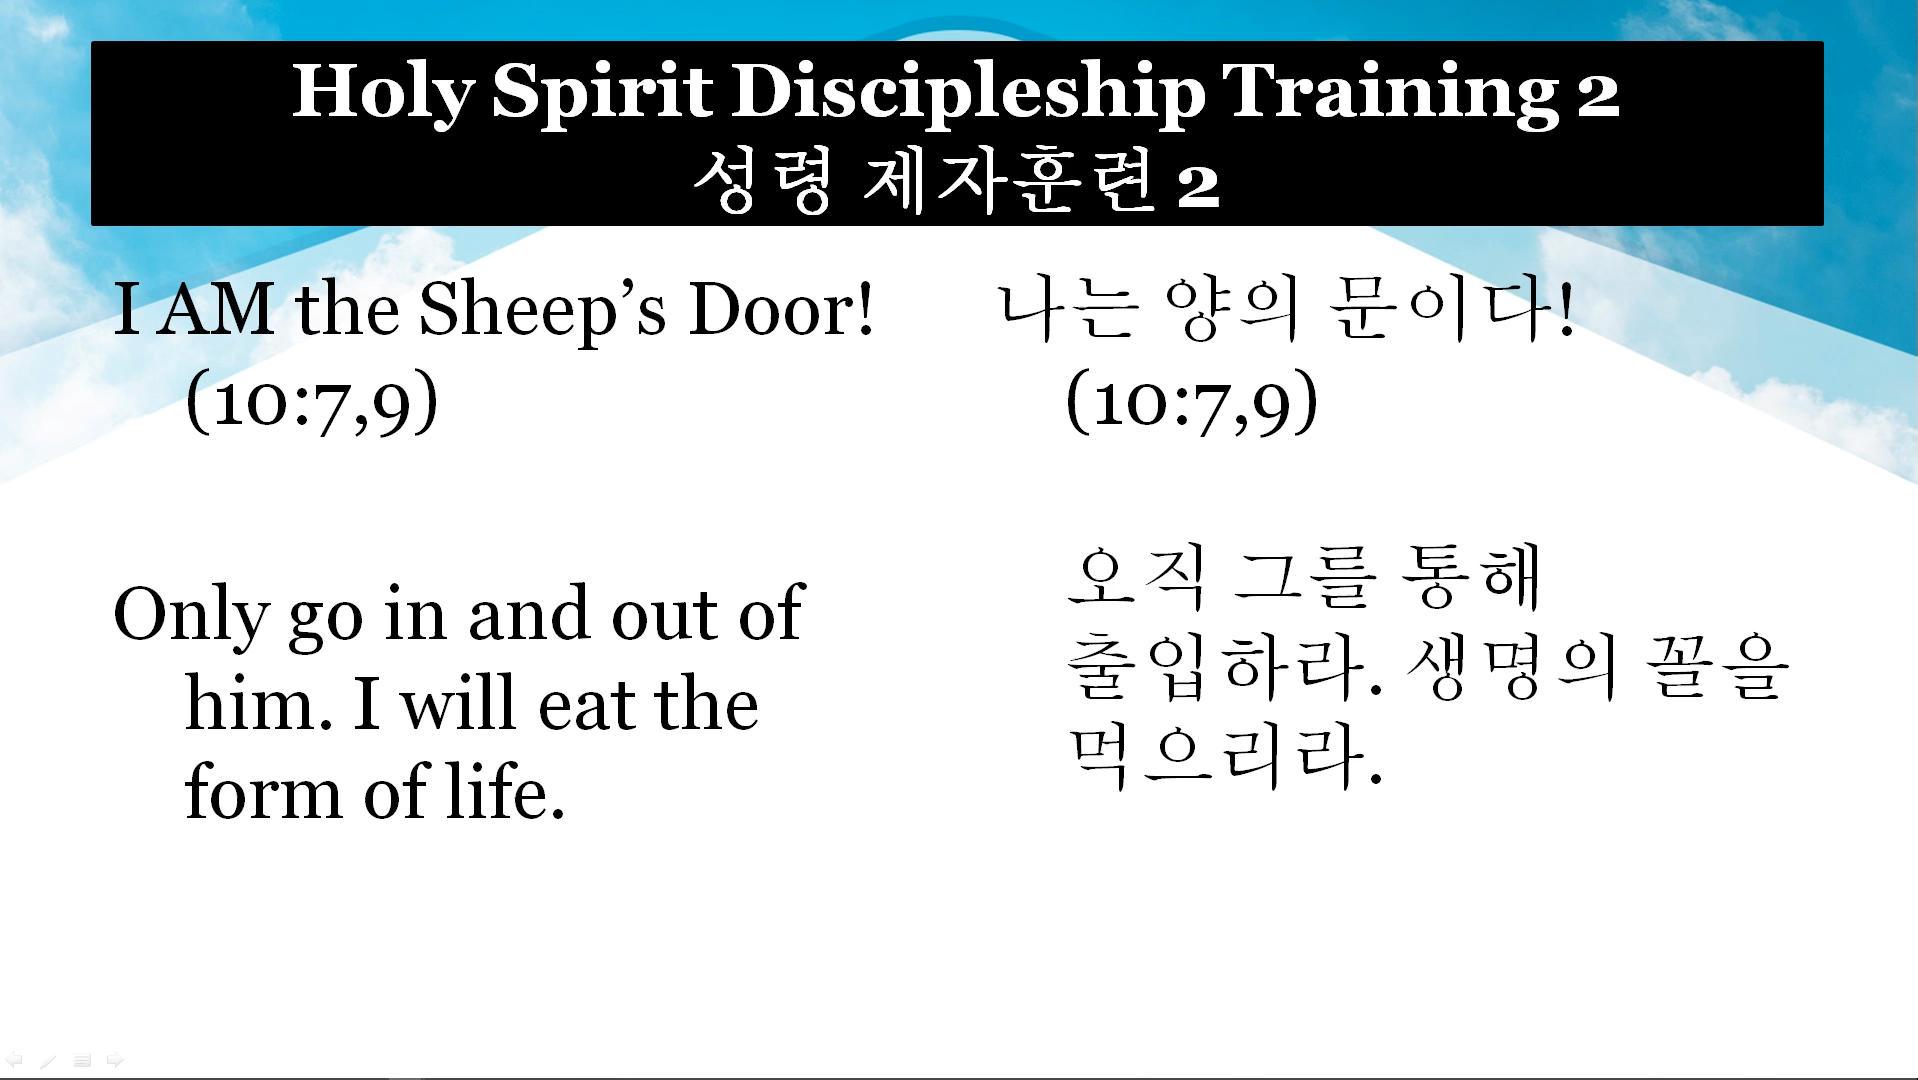 Holy Spirit Discipleship Training 2
성령 제자훈련 2
I AM the Sheep’s Door!
(10:7,9)
Only go in and out of
him. I will eat the
form of life.
나는 양의 문이다!
(10:7,9)
오직 그를 통해
출입하라. 생명의 꼴을
먹으리라.